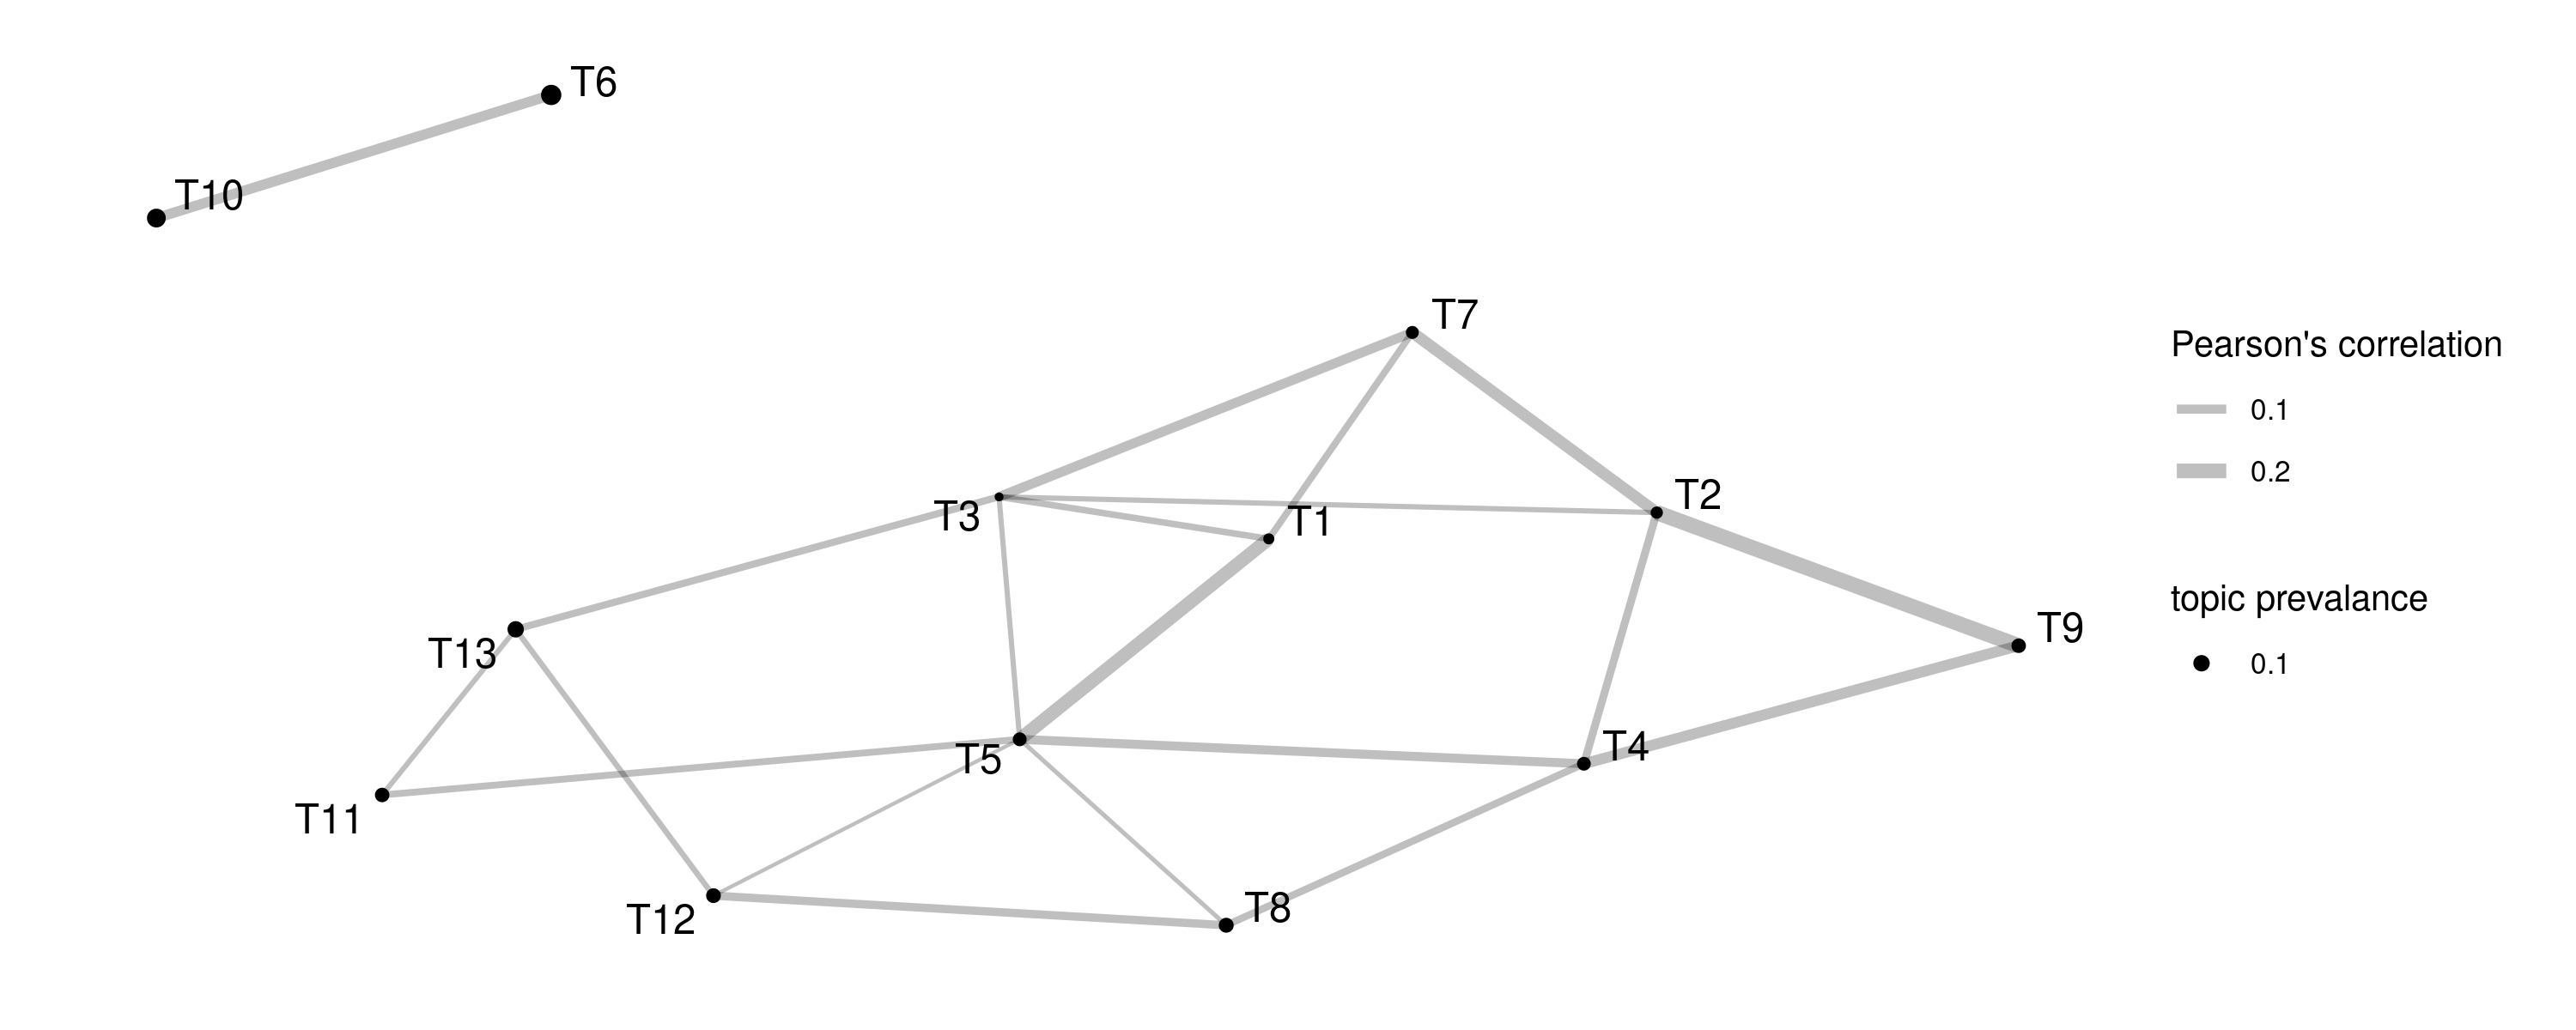 T6
T10
T7
Pearson's correlation
0.1
0.2
T2
T3
T1
topic prevalance
0.1
T9
T13
T4
T5
T11
T8
T12